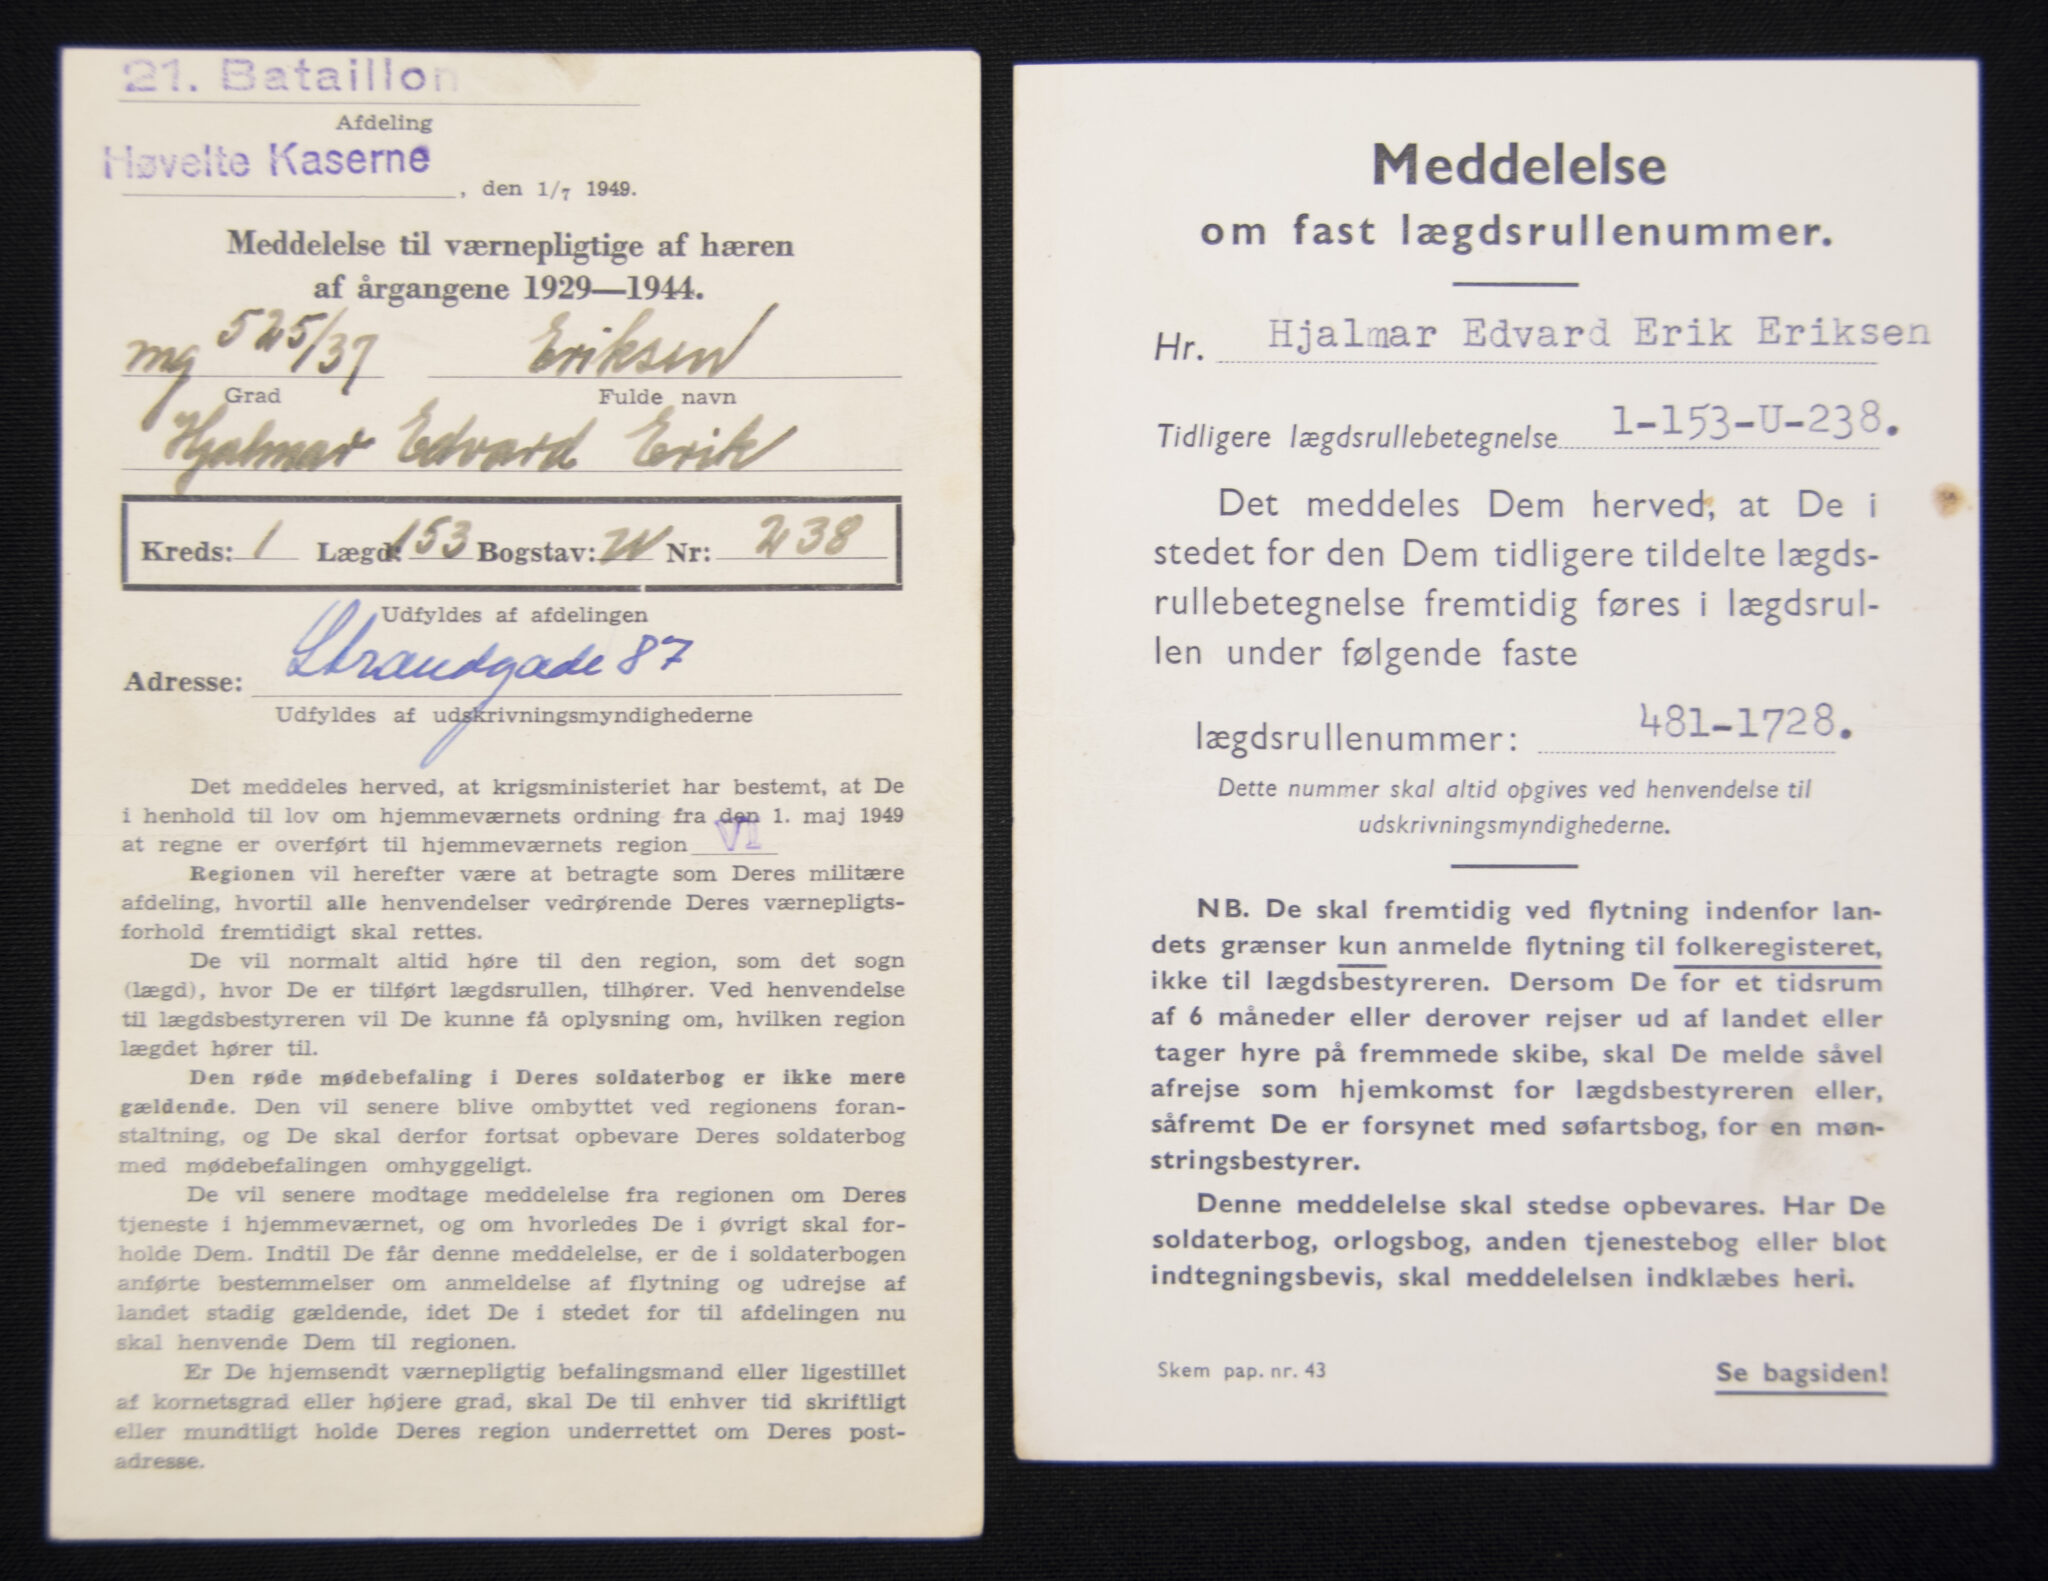 21. Bataillon
Afdeling
Høvelte Kaserne
, den 1/7 1949.
Meddelelse til værnepligtige af hæren
af årgangene 1929—1944.
mg 525/37 Eriksen
Grad Fulde navn
Hjalmar Edvard Erik
Kreds: 1 Lægd: 153 Bogstav: U Nr: 238
Udfyldes af afdelingen
Adresse: Strandgade 87
Udfyldes af udskrivningsmyndighederne
Det meddeles herved, at krigsministeriet har bestemt, at De
i henhold til lov om hjemmeværnets ordning fra den 1. maj 1949
at regne er overført til hjemmeværnets region VI
Regionen vil herefter være at betragte som Deres militære
afdeling, hvortil alle henvendelser vedrørende Deres værnepligts-
forhold fremtidigt skal rettes.
De vil normalt altid høre til den region, som det sogn
(lægd), hvor De er tilført lægdsrullen, tilhører. Ved henvendelse
til lægdsbestyreren vil De kunne få oplysning om, hvilken region
lægdet hører til.
Den røde mødebefaling i Deres soldaterbog er ikke mere
gældende. Den vil senere blive ombyttet ved regionens foran-
staltning, og De skal derfor fortsat opbevare Deres soldaterbog
med mødebefalingen omhyggeligt.
De vil senere modtage meddelelse fra regionen om Deres
tjeneste i hjemmeværnet, og om hvorledes De i øvrigt skal for-
holde Dem. Indtil De får denne meddelelse, er de i soldaterbogen
anførte bestemmelser om anmeldelse af flytning og udrejse af
landet stadig gældende, idet De i stedet for til afdelingen nu
skal henvende Dem til regionen.
Er De hjemsendt værnepligtig befalingsmand eller ligestillet
af kornetsgrad eller højere grad, skal De til enhver tid skriftligt
eller mundtligt holde Deres region underrettet om Deres post-
adresse.
Meddelelse
om fast lægdsrullenummer.
Hr. Hjalmar Edvard Erik Eriksen
Tidligere lægdsrullebetegnelse 1-153-U-238.
Det meddeles Dem herved, at De i
stedet for den Dem tidligere tildelte lægds-
rullebetegnelse fremtidig føres i lægdsrul-
len under følgende faste
lægdsrullenummer: 481-1728.
Dette nummer skal altid opgives ved henvendelse til
udskrivningsmyndighederne.
NB. De skal fremtidig ved flytning indenfor lan-
dets grænser kun anmelde flytning til folkeregisteret,
ikke til lægdsbestyreren. Dersom De for et tidsrum
af 6 måneder eller derover rejser ud af landet eller
tager hyre på fremmede skibe, skal De melde såvel
afrejse som hjemkomst for lægdsbestyreren eller,
såfremt De er forsynet med søfartsbog, for en møn-
stringsbestyrer.
Denne meddelelse skal stedse opbevares. Har De
soldaterbog, orlogsbog, anden tjenestebog eller blot
indtegningsbevis, skal meddelelsen indklæbes heri.
Skem pap. nr. 43
Se bagsiden!